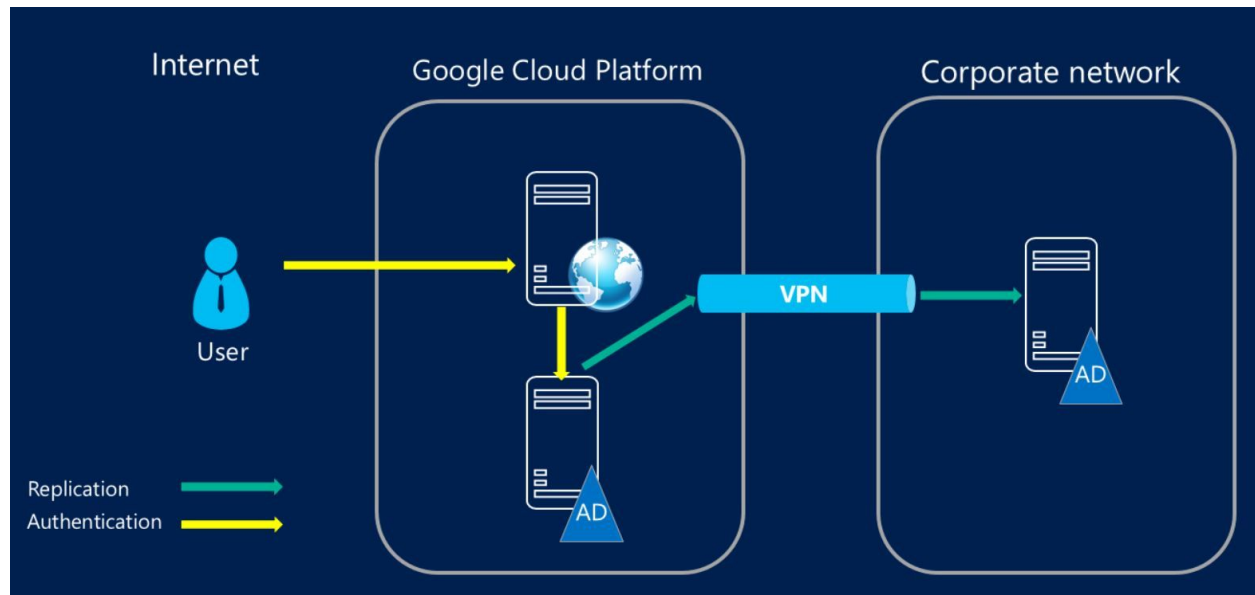 Internet
Google Cloud Platform
Corporate network
VPN
User
AD
AD
Replication
Authentication